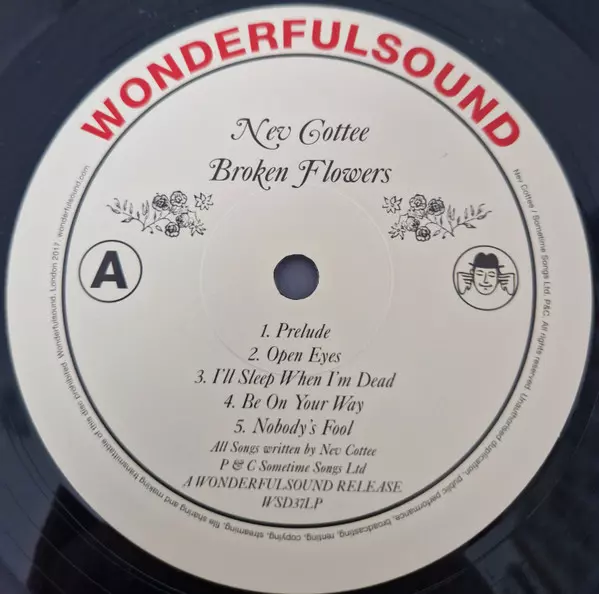 WONDERFULSOUND
Nev Cottee
Broken Flowers
A
1. Prelude
2. Open Eyes
3. I'll Sleep When I'm Dead
4. Be On Your Way
5. Nobody's Fool
All Songs written by Nev Cottee
P & C Sometime Songs Ltd
A WONDERFULSOUND RELEASE
WSD37LP
Nev Cottee / Sometime Songs Ltd. P&C. All rights reserved. Unauthorised duplication, public performance, broadcasting, renting, copying, streaming, file sharing and making transmittable of this disc prohibited. Wonderfulsound, London 2017. wonderfulsound.com